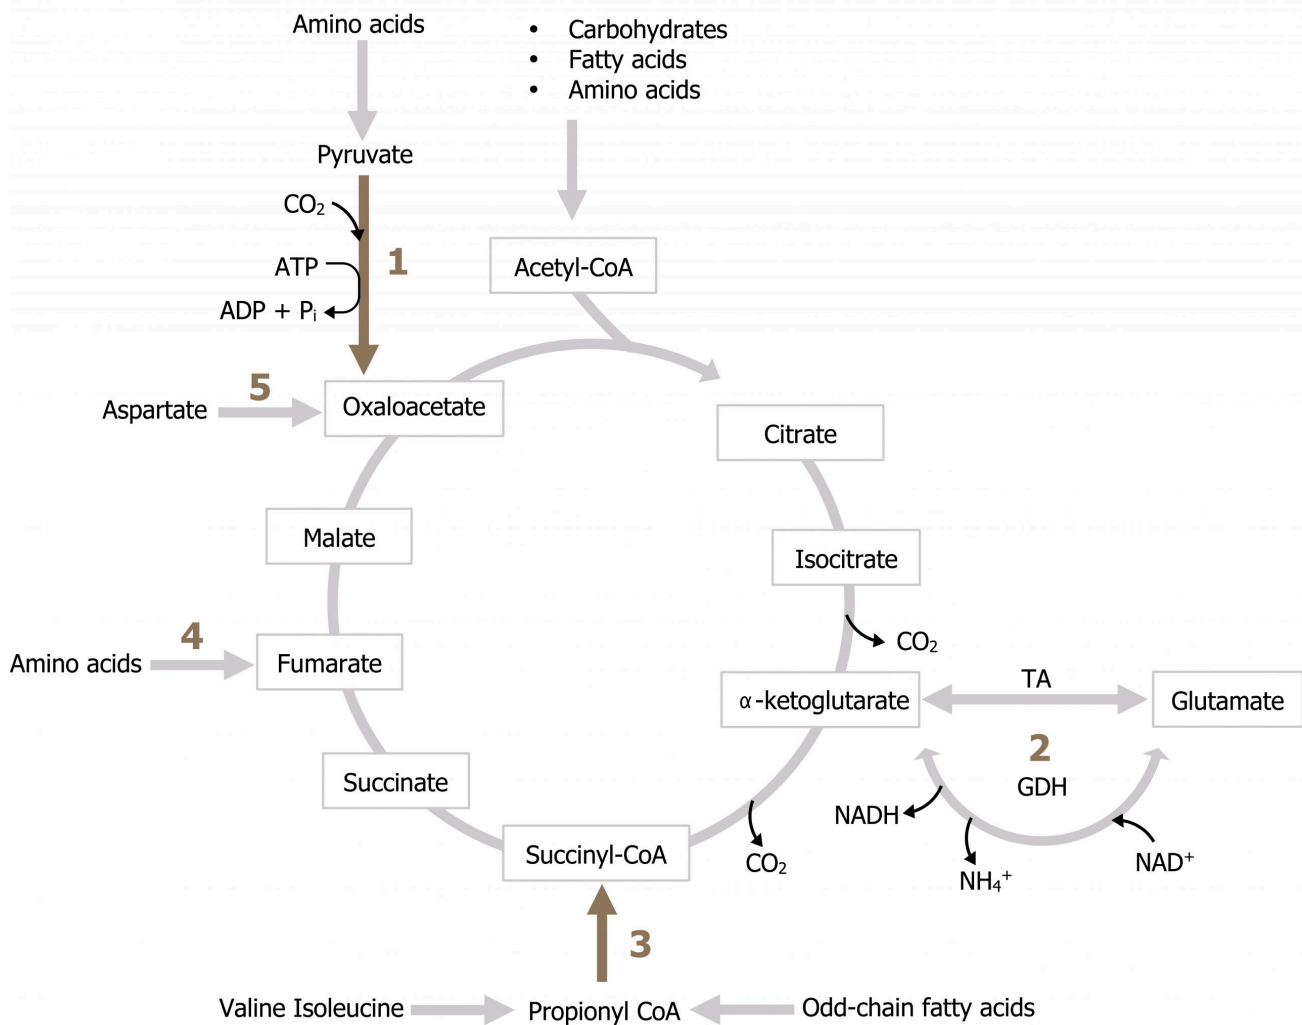 Amino acids
• Carbohydrates
• Fatty acids
• Amino acids
Pyruvate
CO₂
1
ATP
ADP + Pᵢ
Acetyl-CoA
5
Aspartate
Oxaloacetate
Citrate
Malate
Isocitrate
4
Amino acids
Fumarate
CO₂
α-ketoglutarate
TA
Glutamate
2
GDH
Succinate
NADH
NH₄⁺
NAD⁺
Succinyl-CoA
CO₂
3
Valine Isoleucine
Propionyl CoA
Odd-chain fatty acids